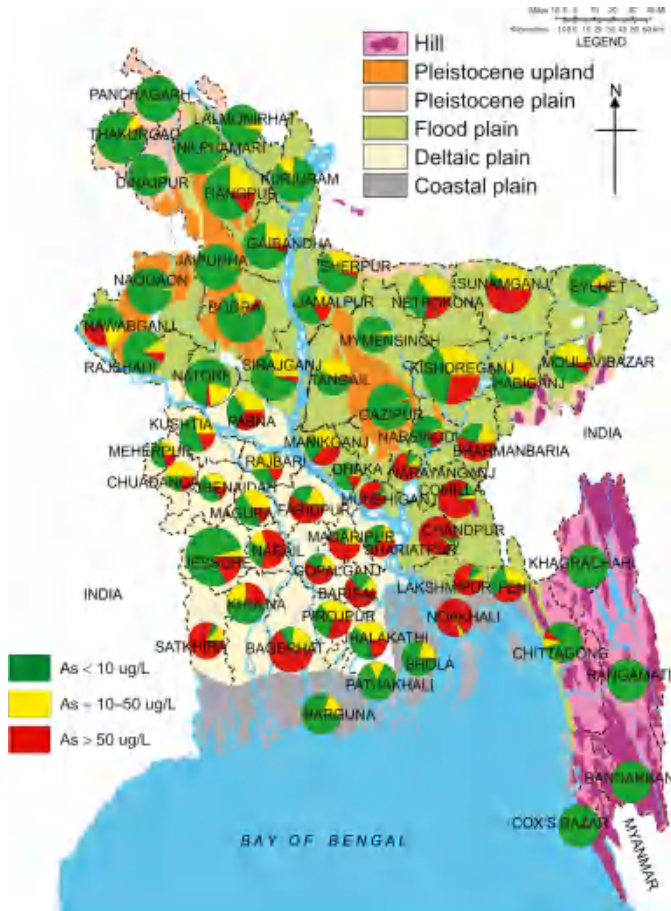 LEGEND
Hill
Pleistocene upland
Pleistocene plain
Flood plain
Deltaic plain
Coastal plain
N
PANCHAGARH
LALMONIRHAT
THAKURGAO
NILPHAMARI
DINAJPUR
RANGPUR
KURIGRAM
GAIBANDHA
SHERPUR
JAIPURHA
NAOGAON
BOGRA
JAMALPUR
NETROKONA
SUNAMGANJ
SYLHET
MYMENSINGH
NAWABGANJ
RAJSHAHI
NATORE
SIRAJGANJ
TANGAIL
KISHOREGANJ
HABIGANJ
MOULAVIBAZAR
GAZIPUR
PABNA
KUSHTIA
NARSINGDI
MANIKGANJ
BRAHMANBARIA
INDIA
MEHERPUR
RAJBARI
DHAKA
NARAYANGANJ
CHUADANGA
JHENAIDAH
MUNSHIGANJ
COMILLA
MAGURA
FARIDPUR
CHANDPUR
MADARIPUR
SHARIATPUR
NARAIL
JESSORE
GOPALGANJ
KHAGRACHARI
LAKSHMIPUR
FENI
BARISAL
INDIA
KHULNA
NOAKHALI
PIROJPUR
JHALAKATHI
SATKHIRA
BAGERHAT
CHITTAGONG
BHOLA
As < 10 ug/L
PATUAKHALI
RANGAMATI
As = 10–50 ug/L
BARGUNA
As > 50 ug/L
BANDARBAN
COX'S BAZAR
BAY OF BENGAL
MYANMAR